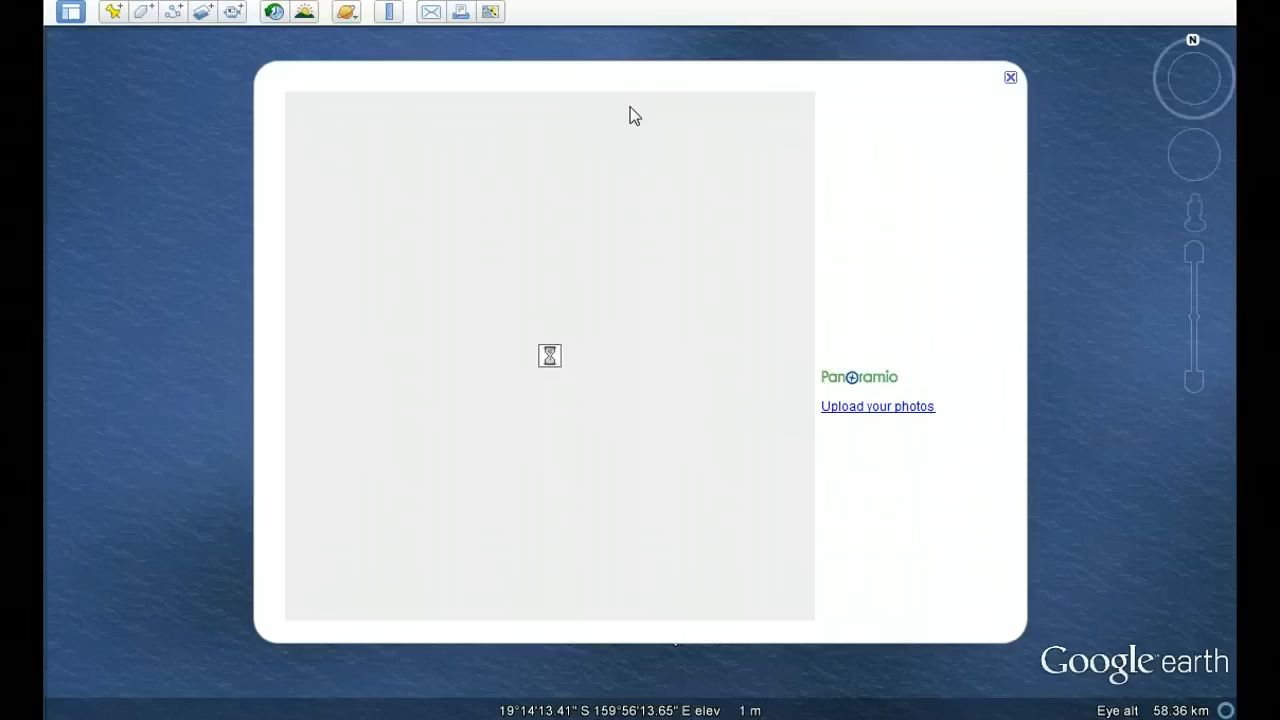 N
Panoramio
Upload your photos
Google earth
19°14'13.41" S 159°56'13.65" E elev 1 m
Eye alt 58.36 km